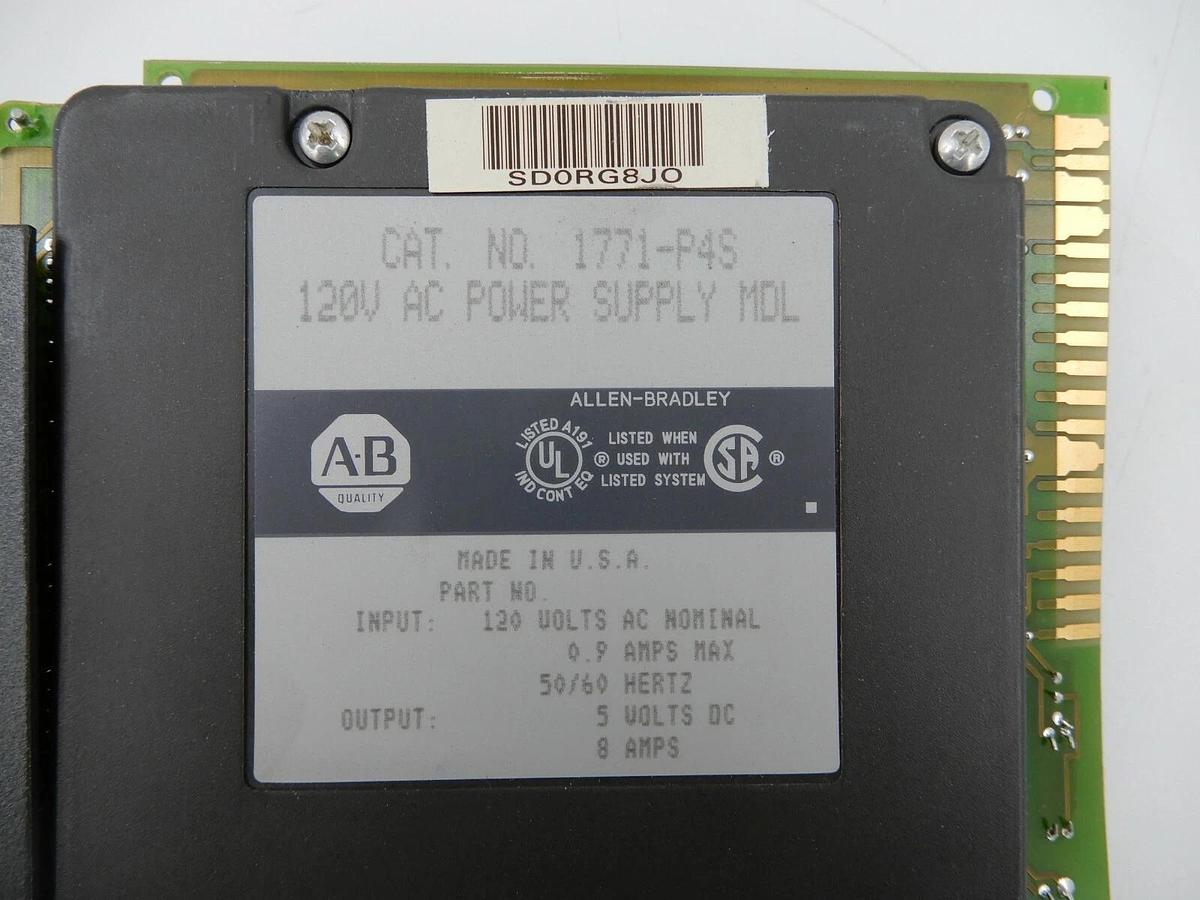 SD0RG8J0
CAT. NO. 1771-P4S
120V AC POWER SUPPLY MDL
ALLEN-BRADLEY
A-B
QUALITY
LISTED A191
UL
IND CONT EQ
®
LISTED WHEN
USED WITH
LISTED SYSTEM
SA ®
MADE IN U.S.A.
PART NO.
INPUT: 120 VOLTS AC NOMINAL
0.9 AMPS MAX
50/60 HERTZ
OUTPUT: 5 VOLTS DC
8 AMPS